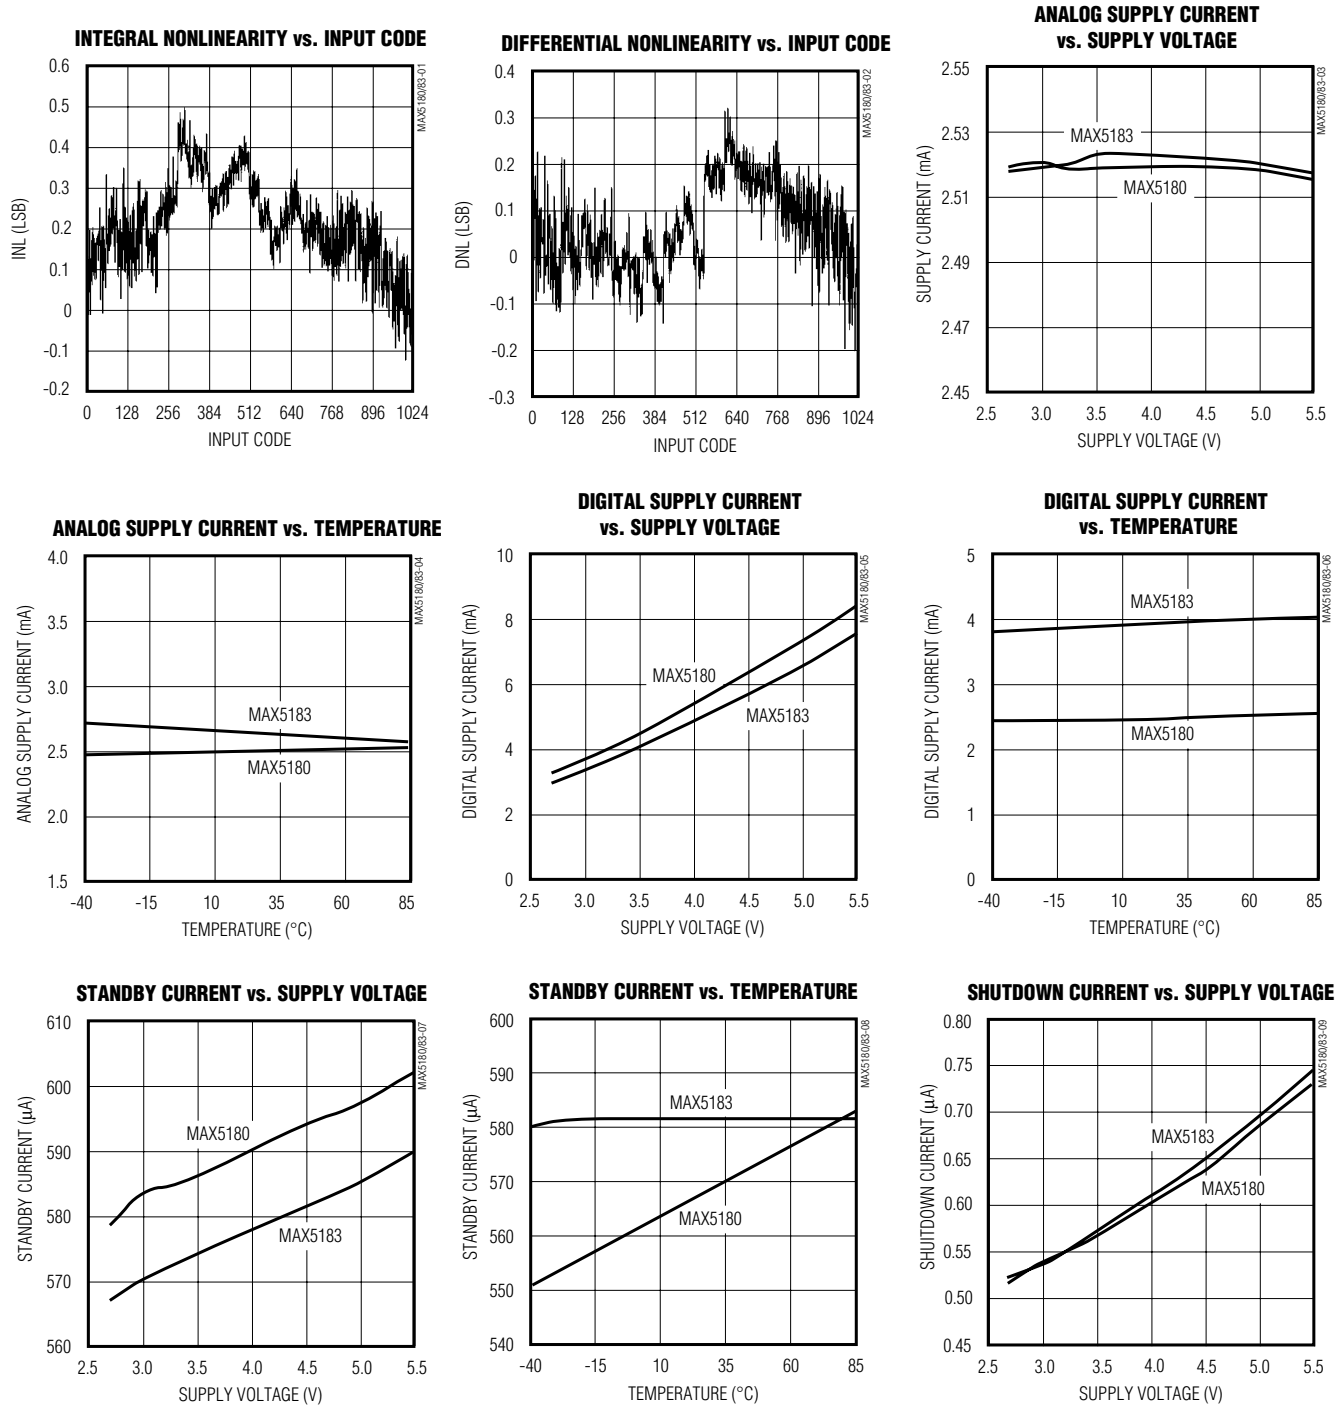 INTEGRAL NONLINEARITY vs. INPUT CODE
0.6
0.5
0.4
0.3
0.2
0.1
0
-0.1
-0.2
INL (LSB)
0 128 256 384 512 640 768 896 1024
INPUT CODE
MAX5180/83-01
DIFFERENTIAL NONLINEARITY vs. INPUT CODE
0.4
0.3
0.2
0.1
0
-0.1
-0.2
-0.3
DNL (LSB)
0 128 256 384 512 640 768 896 1024
INPUT CODE
MAX5180/83-02
ANALOG SUPPLY CURRENT
vs. SUPPLY VOLTAGE
2.55
2.53
2.51
2.49
2.47
2.45
SUPPLY CURRENT (mA)
MAX5183
MAX5180
2.5 3.0 3.5 4.0 4.5 5.0 5.5
SUPPLY VOLTAGE (V)
MAX5180/83-03
ANALOG SUPPLY CURRENT vs. TEMPERATURE
4.0
3.5
3.0
2.5
2.0
1.5
ANALOG SUPPLY CURRENT (mA)
MAX5183
MAX5180
-40 -15 10 35 60 85
TEMPERATURE (°C)
MAX5180/83-04
DIGITAL SUPPLY CURRENT
vs. SUPPLY VOLTAGE
10
8
6
4
2
0
DIGITAL SUPPLY CURRENT (mA)
MAX5180
MAX5183
2.5 3.0 3.5 4.0 4.5 5.0 5.5
SUPPLY VOLTAGE (V)
MAX5180/83-05
DIGITAL SUPPLY CURRENT
vs. TEMPERATURE
5
4
3
2
1
0
DIGITAL SUPPLY CURRENT (mA)
MAX5183
MAX5180
-40 -15 10 35 60 85
TEMPERATURE (°C)
MAX5180/83-06
STANDBY CURRENT vs. SUPPLY VOLTAGE
610
600
590
580
570
560
STANDBY CURRENT (µA)
MAX5180
MAX5183
2.5 3.0 3.5 4.0 4.5 5.0 5.5
SUPPLY VOLTAGE (V)
MAX5180/83-07
STANDBY CURRENT vs. TEMPERATURE
600
590
580
570
560
550
540
STANDBY CURRENT (µA)
MAX5183
MAX5180
-40 -15 10 35 60 85
TEMPERATURE (°C)
MAX5180/83-08
SHUTDOWN CURRENT vs. SUPPLY VOLTAGE
0.80
0.75
0.70
0.65
0.60
0.55
0.50
0.45
SHUITDOWN CURRENT (µA)
MAX5183
MAX5180
2.5 3.0 3.5 4.0 4.5 5.0 5.5
SUPPLY VOLTAGE (V)
MAX5180/83-09